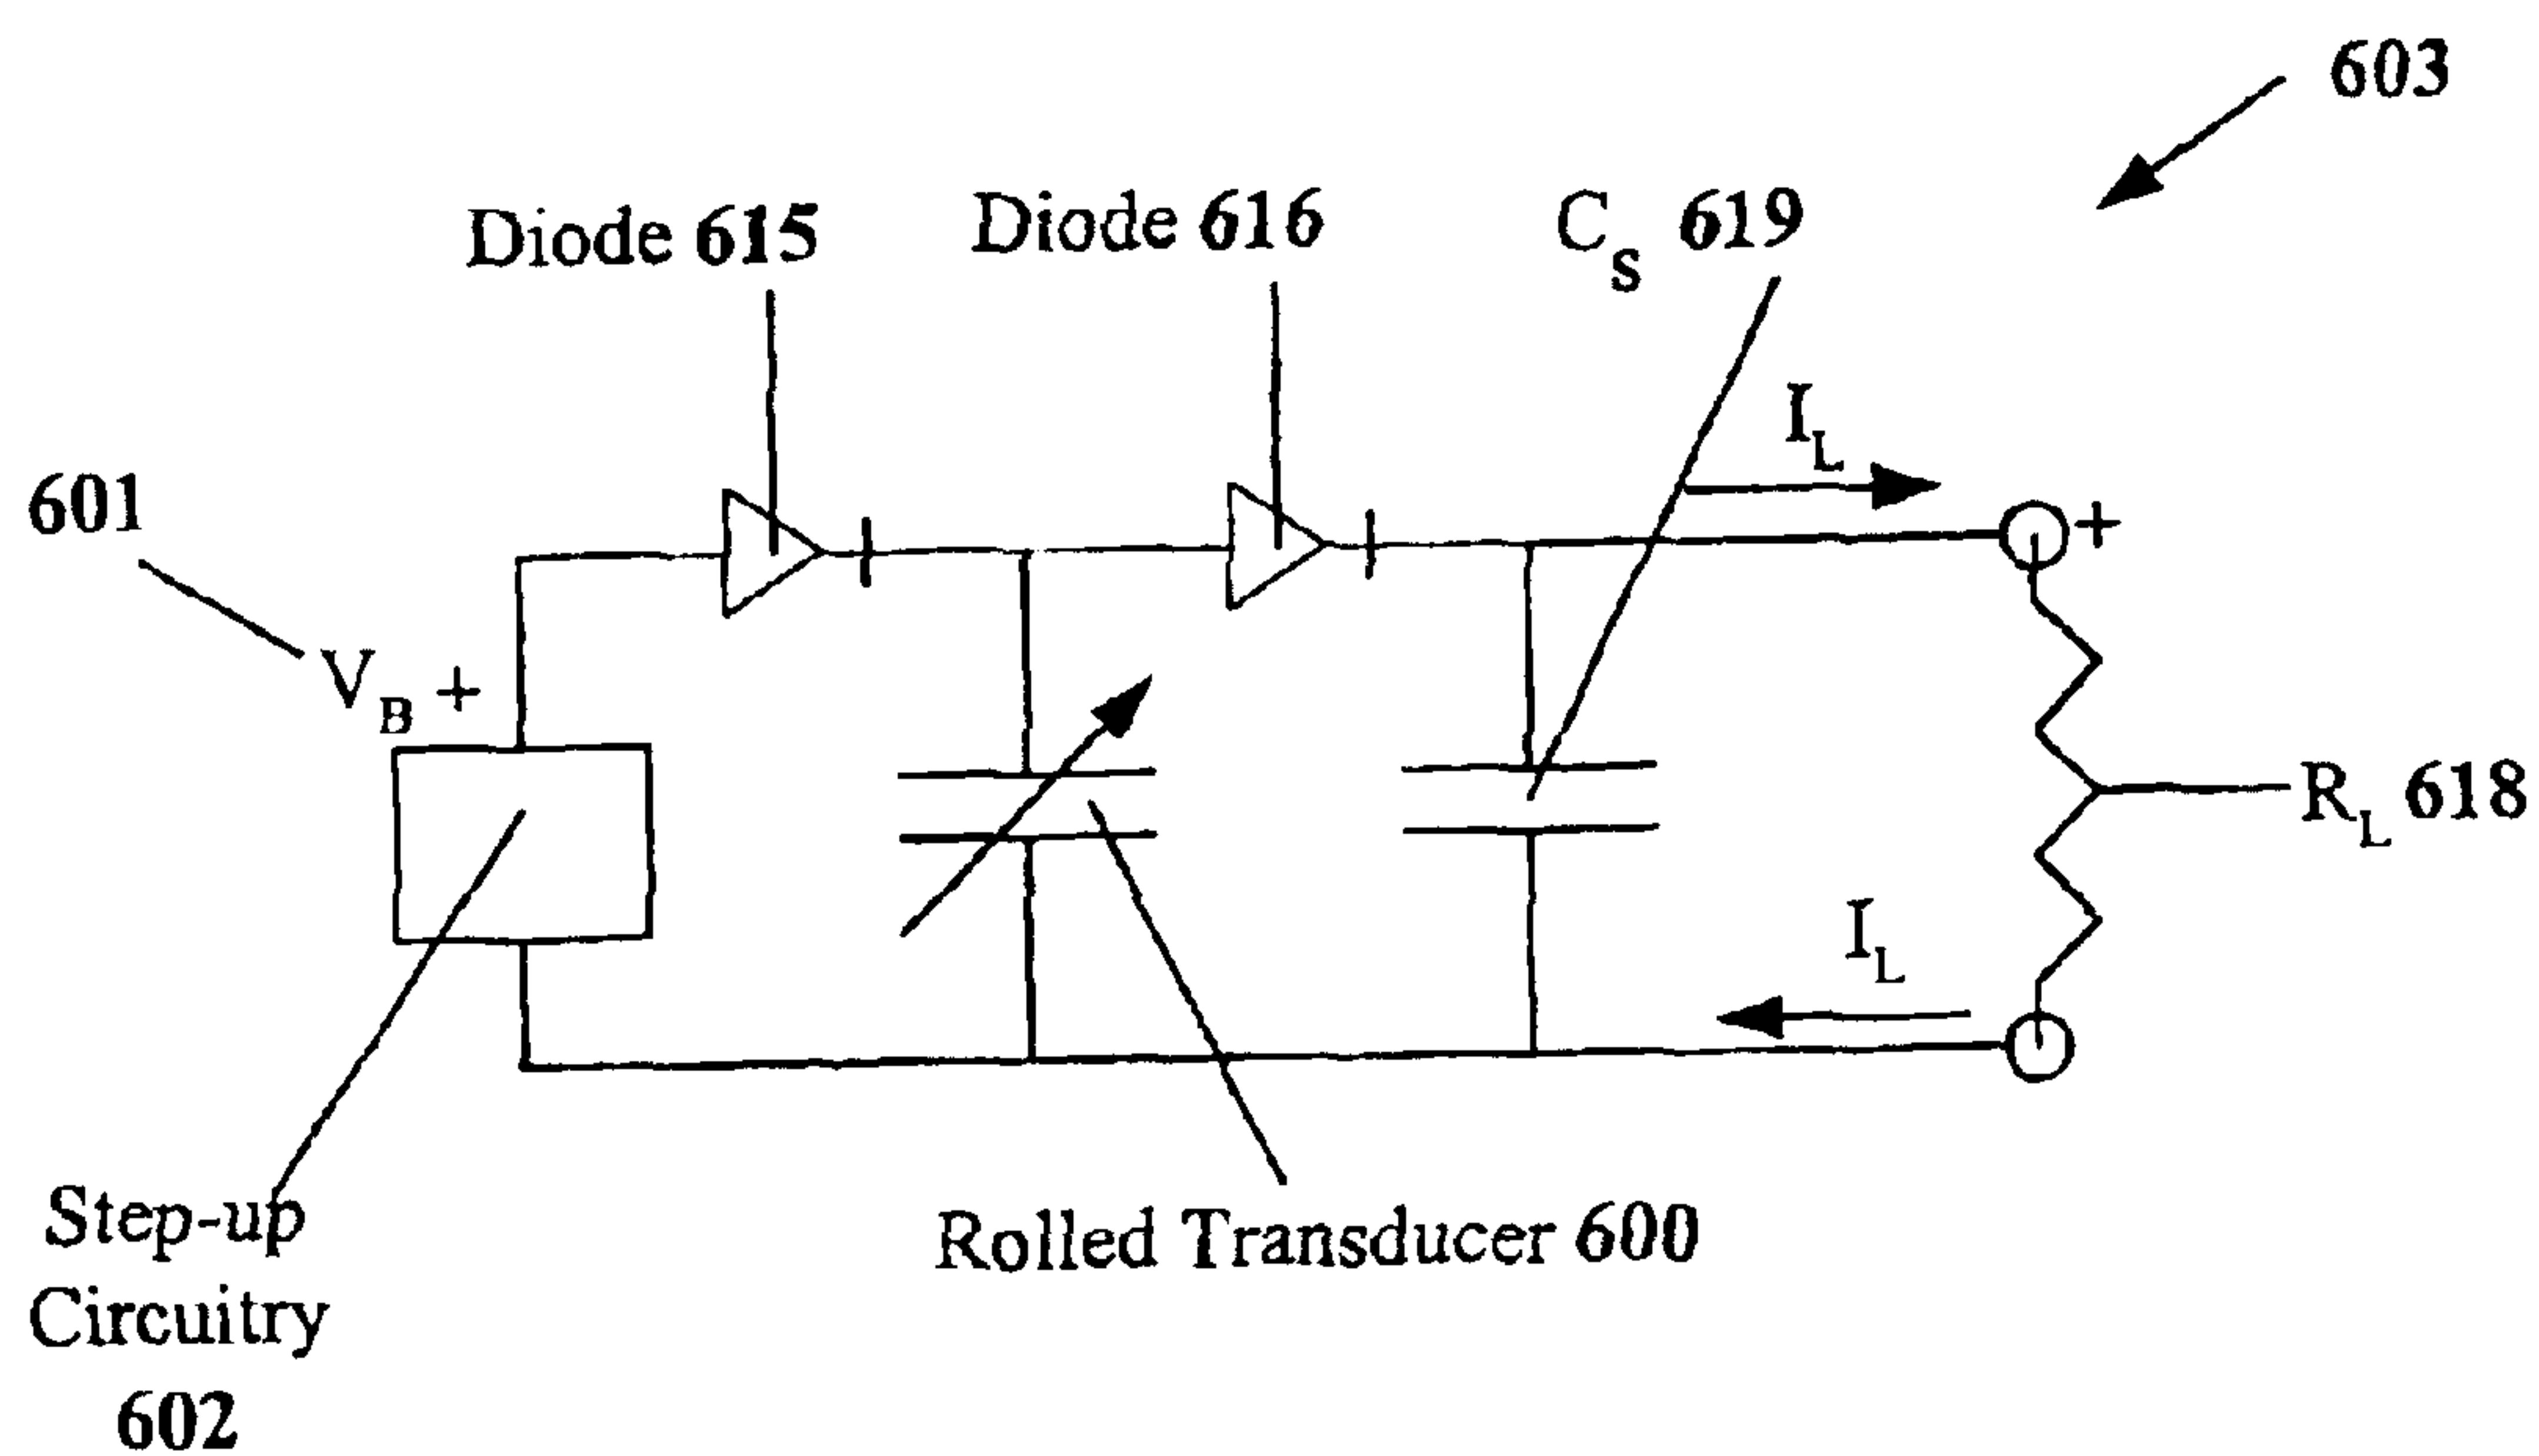 603
Diode 615
Diode 616
C_S 619
I_L
601
V_B +
+
R_L 618
I_L
Step-up
Circuitry
602
Rolled Transducer 600